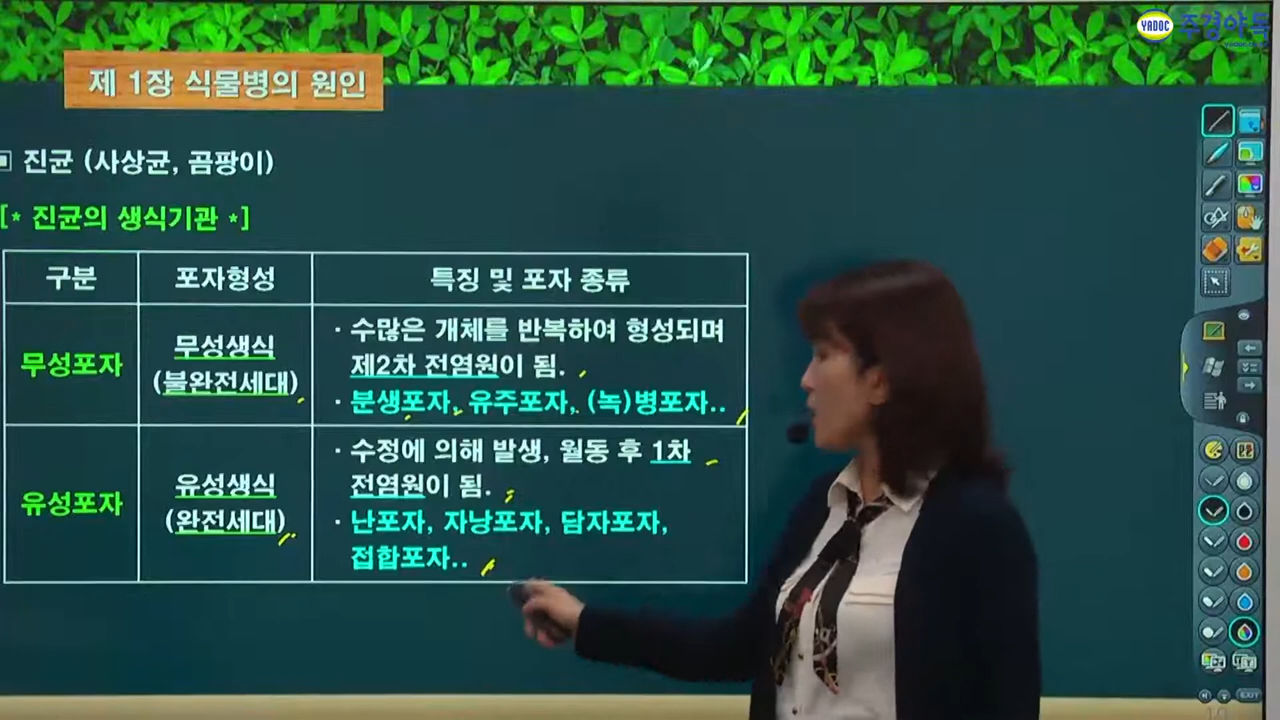 YADOC 주경야독
제 1장 식물병의 원인
▣ 진균 (사상균, 곰팡이)
[* 진균의 생식기관 *]
구분 포자형성 특징 및 포자 종류
무성포자
무성생식
(불완전세대)
· 수많은 개체를 반복하여 형성되며
제2차 전염원이 됨.
· 분생포자, 유주포자, (녹)병포자..
유성포자
유성생식
(완전세대)
· 수정에 의해 발생, 월동 후 1차
전염원이 됨.
· 난포자, 자낭포자, 담자포자,
접합포자..
EXIT